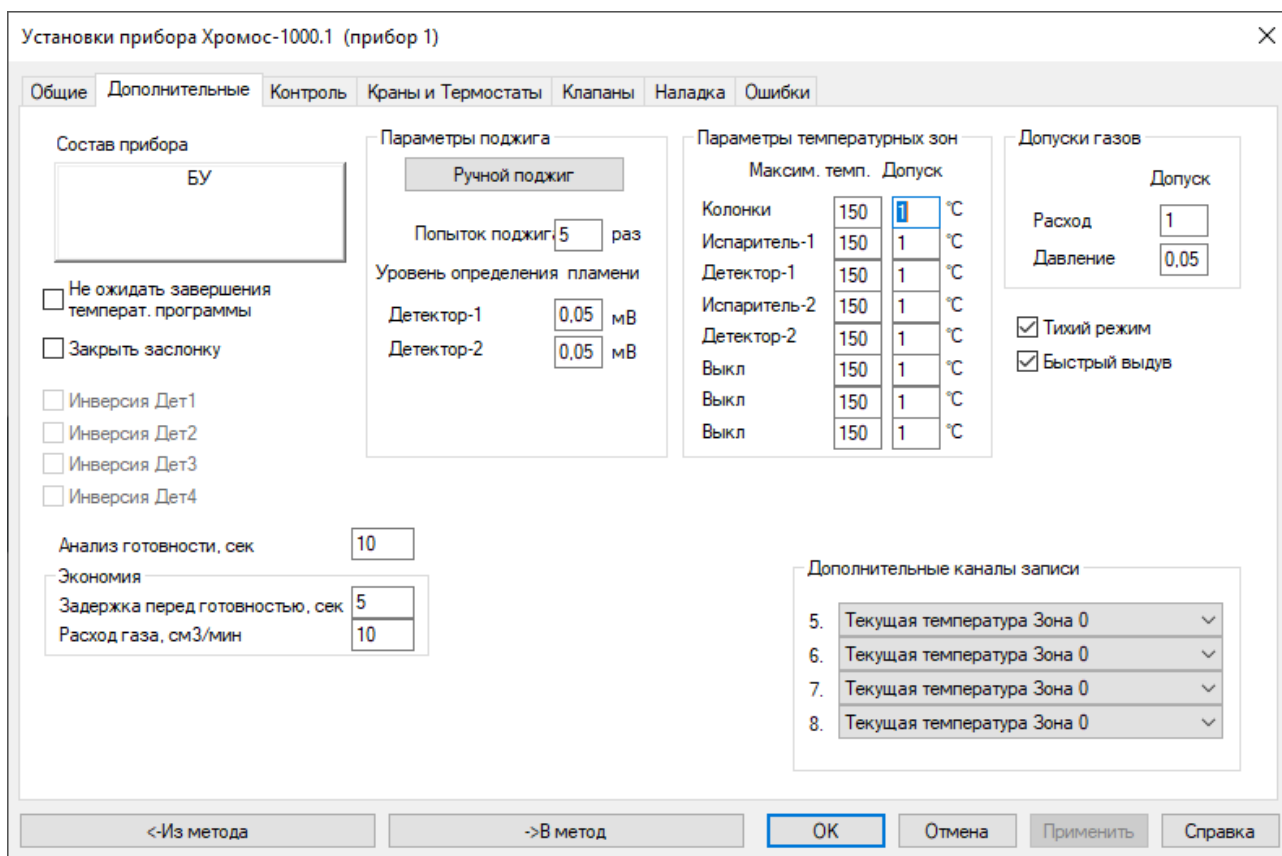 Установки прибора Хромос-1000.1 (прибор 1)
Общие Дополнительные Контроль Краны и Термостаты Клапаны Наладка Ошибки
Состав прибора
БУ
Не ожидать завершения
температ. программы
Закрыть заслонку
Инверсия Дет1
Инверсия Дет2
Инверсия Дет3
Инверсия Дет4
Анализ готовности, сек 10
Экономия
Задержка перед готовностью, сек 5
Расход газа, см3/мин 10
Параметры поджига
Ручной поджиг
Попыток поджига 5 раз
Уровень определения пламени
Детектор-1 0,05 мВ
Детектор-2 0,05 мВ
Параметры температурных зон
Максим. темп. Допуск
Колонки 150 1 °C
Испаритель-1 150 1 °C
Детектор-1 150 1 °C
Испаритель-2 150 1 °C
Детектор-2 150 1 °C
Выкл 150 1 °C
Выкл 150 1 °C
Выкл 150 1 °C
Допуски газов
Допуск
Расход 1
Давление 0,05
Тихий режим
Быстрый выдув
Дополнительные каналы записи
5. Текущая температура Зона 0
6. Текущая температура Зона 0
7. Текущая температура Зона 0
8. Текущая температура Зона 0
<-Из метода ->В метод OK Отмена Применить Справка